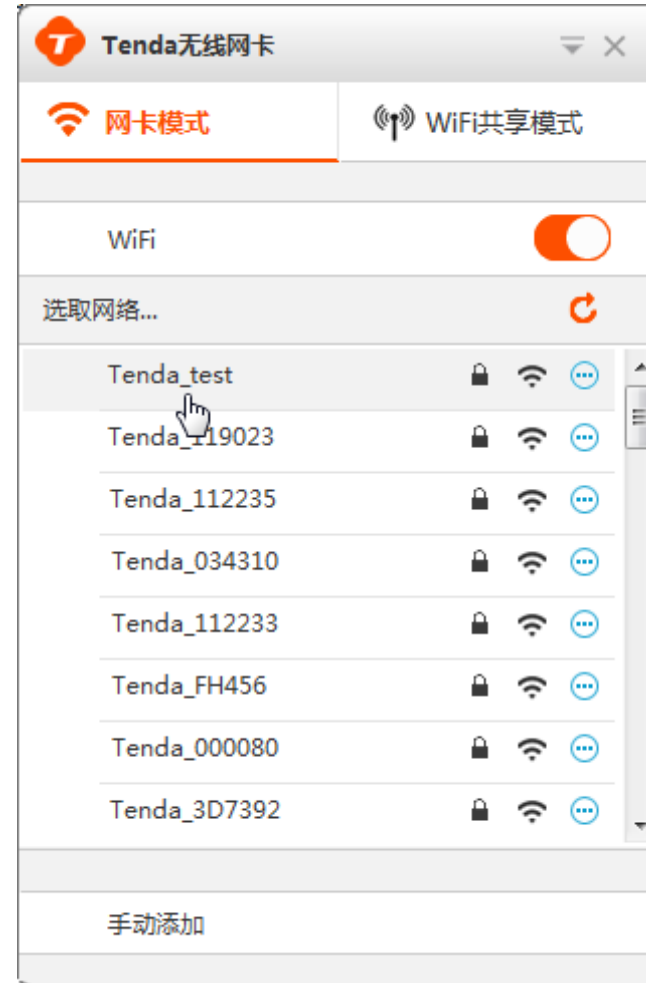 Tenda无线网卡
网卡模式 WiFi共享模式
WiFi
选取网络...
Tenda_test
Tenda_119023
Tenda_112235
Tenda_034310
Tenda_112233
Tenda_FH456
Tenda_000080
Tenda_3D7392
手动添加